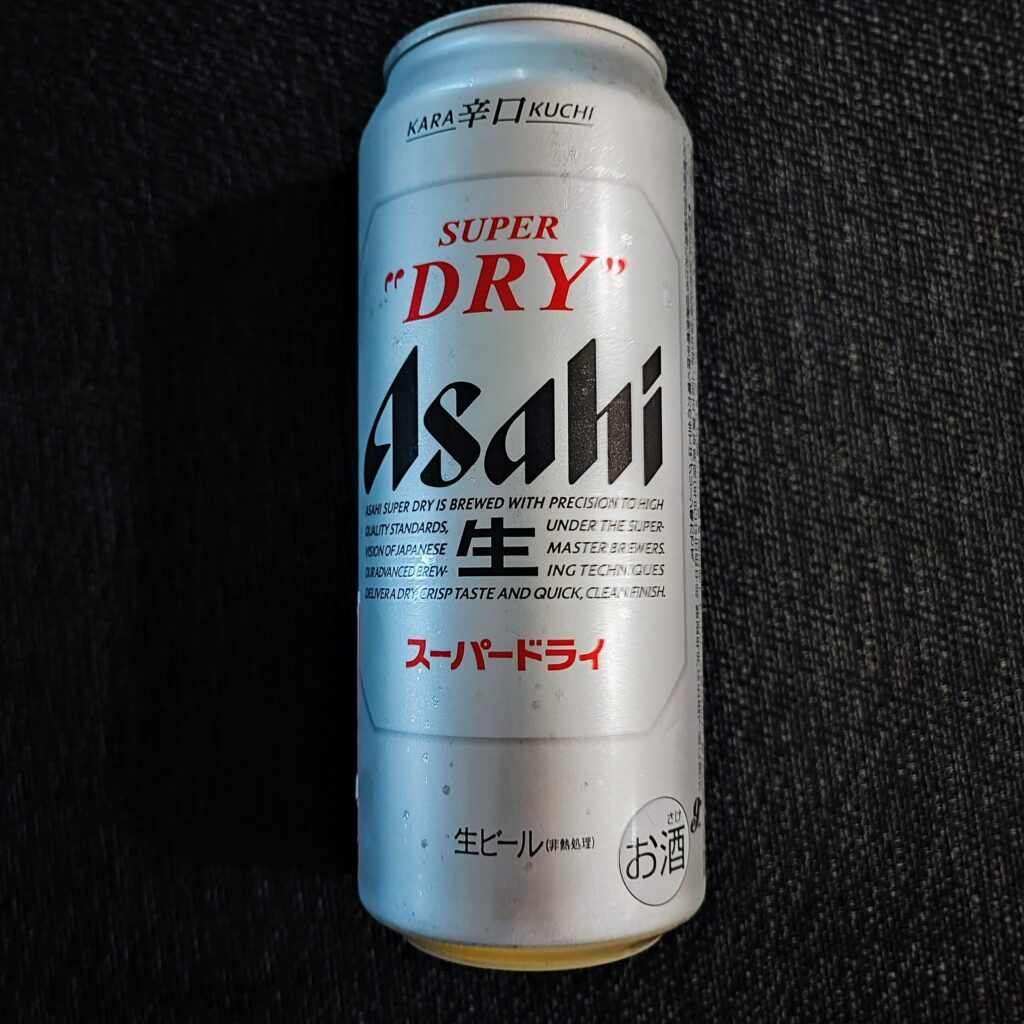 KARA 辛口 KUCHI
SUPER
"DRY"
Asahi
ASAHI SUPER DRY IS BREWED WITH PRECISION TO HIGH
QUALITY STANDARDS, UNDER THE SUPER-
VISION OF JAPANESE MASTER BREWERS.
OUR ADVANCED BREW- ING TECHNIQUES
生
DELIVER A DRY, CRISP TASTE AND QUICK, CLEAN FINISH.
スーパードライ
生ビール(非熱処理)
さけ
お酒